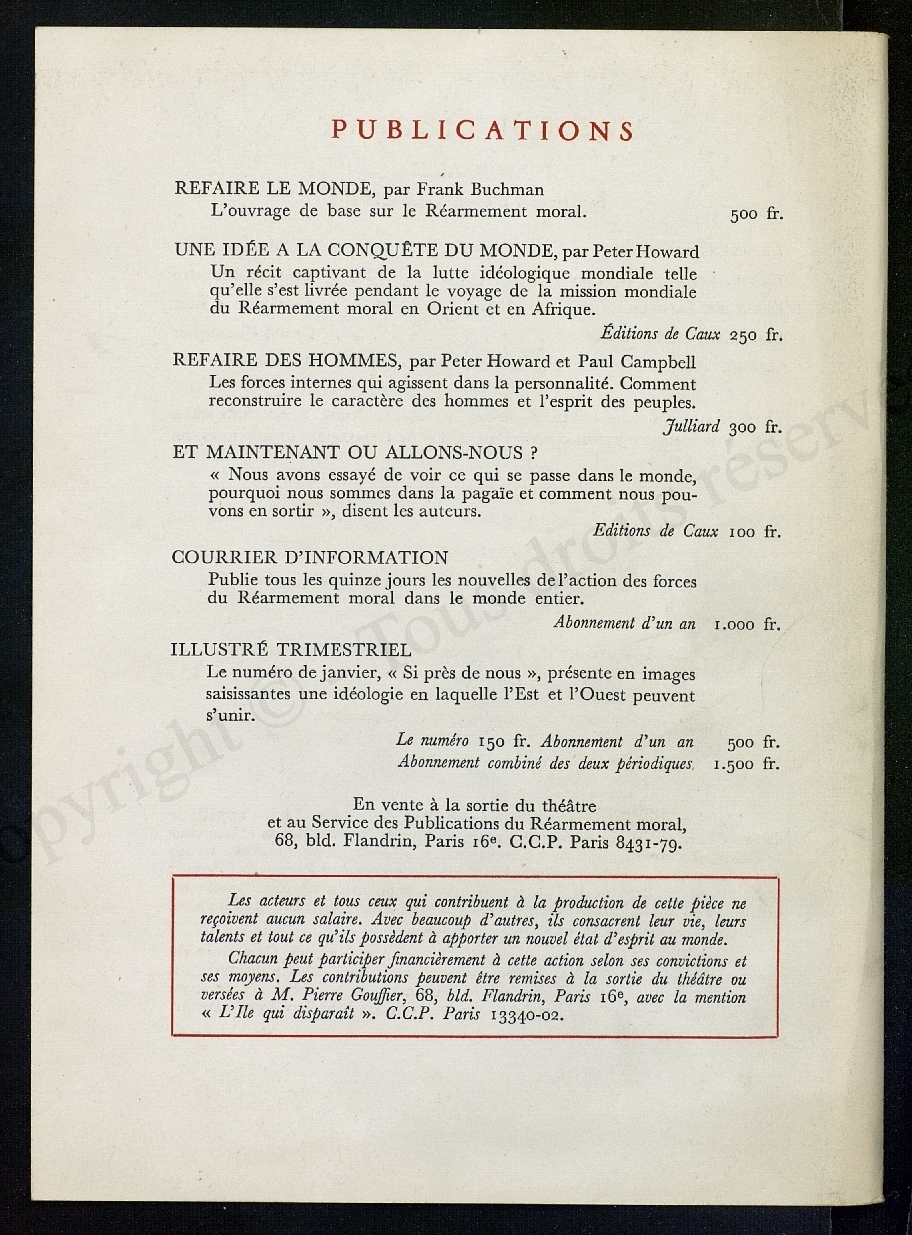 PUBLICATIONS
REFAIRE LE MONDE, par Frank Buchman
L'ouvrage de base sur le Réarmement moral. 500 fr.
UNE IDÉE A LA CONQUÊTE DU MONDE, par Peter Howard
Un récit captivant de la lutte idéologique mondiale telle
qu'elle s'est livrée pendant le voyage de la mission mondiale
du Réarmement moral en Orient et en Afrique.
Éditions de Caux 250 fr.
REFAIRE DES HOMMES, par Peter Howard et Paul Campbell
Les forces internes qui agissent dans la personnalité. Comment
reconstruire le caractère des hommes et l'esprit des peuples.
Julliard 300 fr.
ET MAINTENANT OU ALLONS-NOUS ?
« Nous avons essayé de voir ce qui se passe dans le monde,
pourquoi nous sommes dans la pagaïe et comment nous pou-
vons en sortir », disent les auteurs.
Editions de Caux 100 fr.
COURRIER D'INFORMATION
Publie tous les quinze jours les nouvelles de l'action des forces
du Réarmement moral dans le monde entier.
Abonnement d'un an 1.000 fr.
ILLUSTRÉ TRIMESTRIEL
Le numéro de janvier, « Si près de nous », présente en images
saisissantes une idéologie en laquelle l'Est et l'Ouest peuvent
s'unir.
Le numéro 150 fr. Abonnement d'un an 500 fr.
Abonnement combiné des deux périodiques 1.500 fr.
En vente à la sortie du théâtre
et au Service des Publications du Réarmement moral,
68, bld. Flandrin, Paris 16e. C.C.P. Paris 8431-79.
Les acteurs et tous ceux qui contribuent à la production de cette pièce ne
reçoivent aucun salaire. Avec beaucoup d'autres, ils consacrent leur vie, leurs
talents et tout ce qu'ils possèdent à apporter un nouvel état d'esprit au monde.
Chacun peut participer financièrement à cette action selon ses convictions et
ses moyens. Les contributions peuvent être remises à la sortie du théâtre ou
versées à M. Pierre Gouffier, 68, bld. Flandrin, Paris 16e, avec la mention
« L'Ile qui disparaît ». C.C.P. Paris 13340-02.
opyright © Tous droits réservé